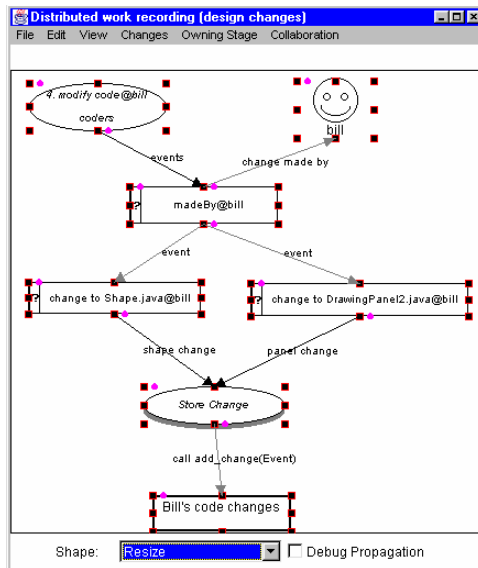 Distributed work recording (design changes)
File Edit View Changes Owning Stage Collaboration
4. modify code@bill
coders
bill
events
change made by
? madeBy@bill
event
event
? change to Shape.java@bill
? change to DrawingPanel2.java@bill
shape change
panel change
Store Change
call add_change(Event)
Bill's code changes
Shape: Resize Debug Propagation